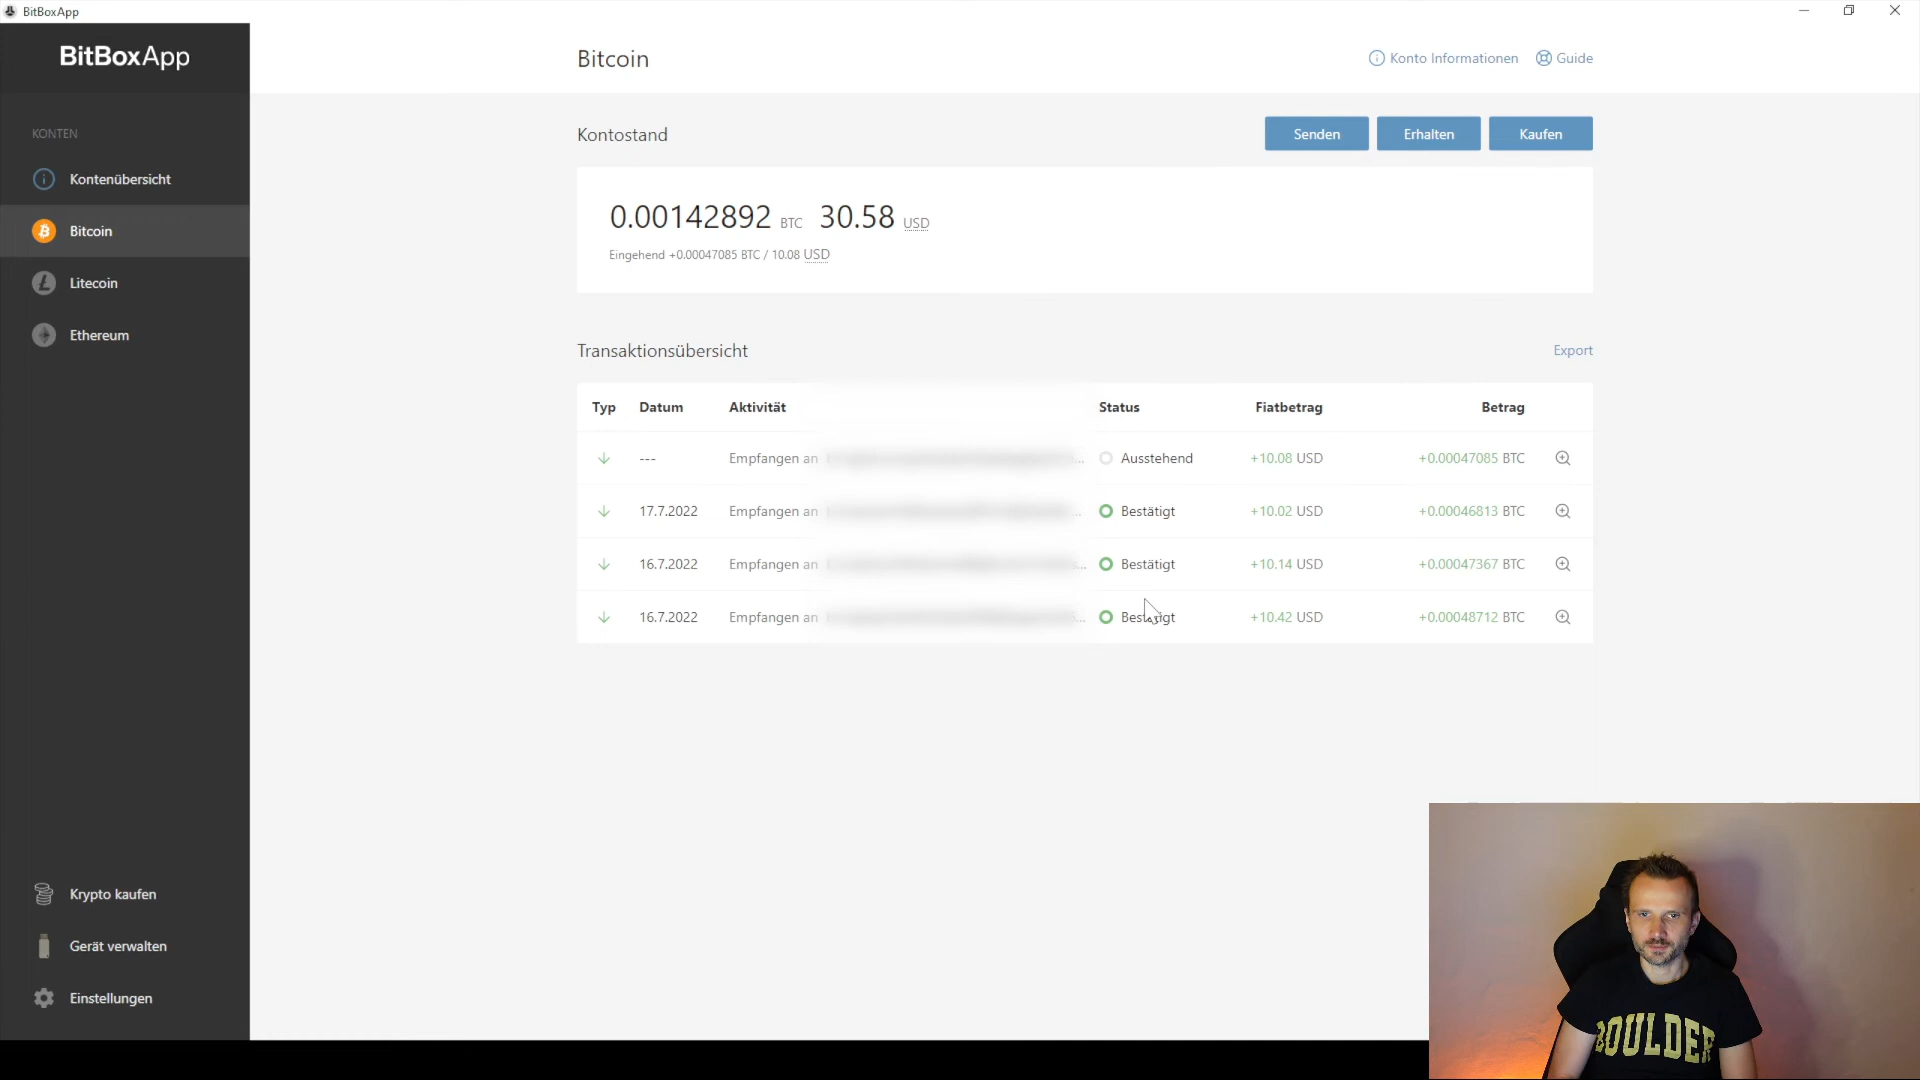 BitBoxApp
BitBoxApp
KONTEN
Kontenübersicht
Bitcoin
Litecoin
Ethereum
Krypto kaufen
Gerät verwalten
Einstellungen
Bitcoin
Konto Informationen
Guide
Kontostand
Senden
Erhalten
Kaufen
0.00142892 BTC 30.58 USD
Eingehend +0.00047085 BTC / 10.08 USD
Transaktionsübersicht
Export
Typ Datum Aktivität Status Fiatbetrag Betrag
--- Empfangen an ... Ausstehend +10.08 USD +0.00047085 BTC
17.7.2022 Empfangen an ... Bestätigt +10.02 USD +0.00046813 BTC
16.7.2022 Empfangen an ... Bestätigt +10.14 USD +0.00047367 BTC
16.7.2022 Empfangen an ... Bestätigt +10.42 USD +0.00048712 BTC
BOULDER